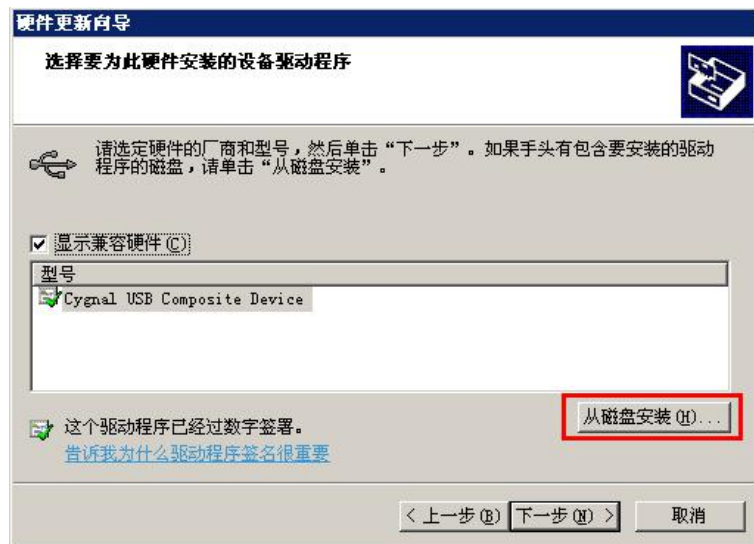 硬件更新向导
选择要为此硬件安装的设备驱动程序
请选定硬件的厂商和型号，然后单击“下一步”。如果手头有包含要安装的驱动
程序的磁盘，请单击“从磁盘安装”。
显示兼容硬件(C)
型号
Cygnal USB Composite Device
从磁盘安装(H)...
这个驱动程序已经过数字签署。
告诉我为什么驱动程序签名很重要
< 上一步(B) 下一步(N) > 取消